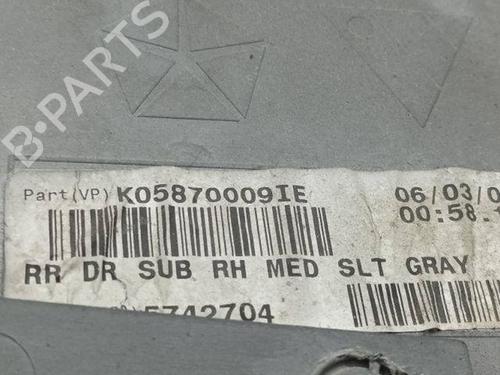 B-PARTS
Part(VP) K05870009IE 06/03/0
00:58.
RR DR SUB RH MED SLT GRAY
5742704